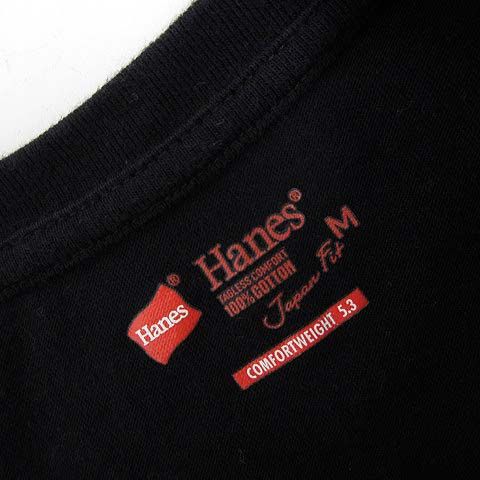 Hanes®
Hanes®
TAGLESS COMFORT
100% COTTON
M
Japan Fit
COMFORTWEIGHT 5.3